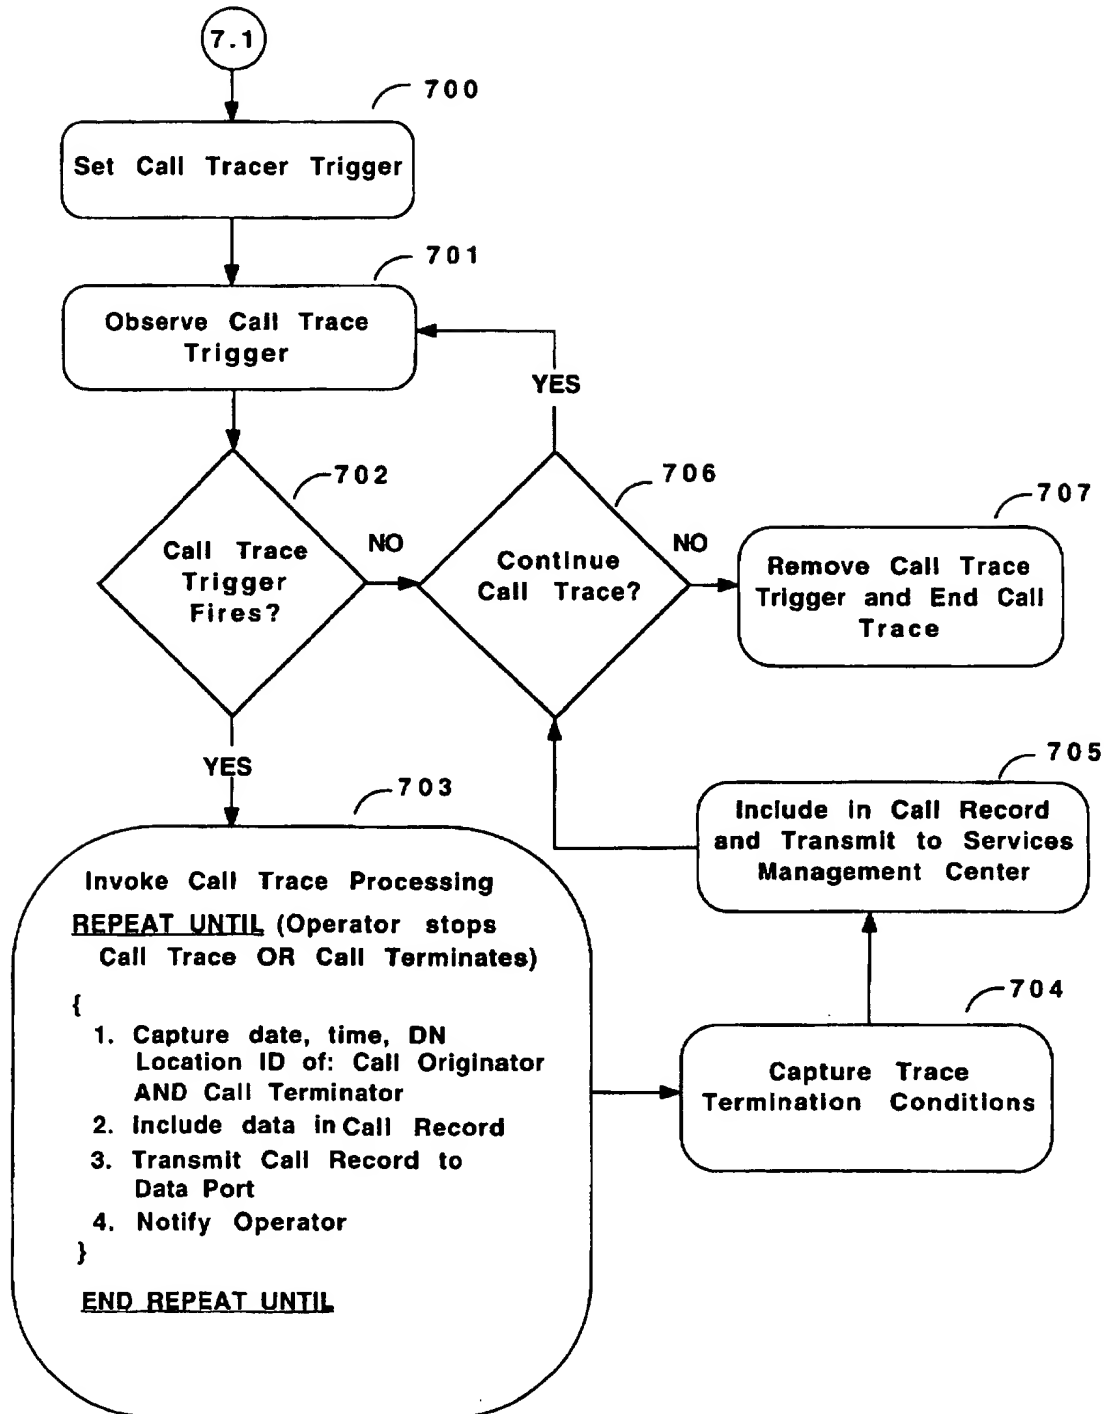 7.1
700
Set Call Tracer Trigger
701
Observe Call Trace
Trigger
YES
702
Call Trace
Trigger
Fires?
NO
706
Continue
Call Trace?
NO
707
Remove Call Trace
Trigger and End Call
Trace
YES
703
Invoke Call Trace Processing
REPEAT UNTIL (Operator stops
Call Trace OR Call Terminates)
{
1. Capture date, time, DN
Location ID of: Call Originator
AND Call Terminator
2. Include data in Call Record
3. Transmit Call Record to
Data Port
4. Notify Operator
}
END REPEAT UNTIL
705
Include in Call Record
and Transmit to Services
Management Center
704
Capture Trace
Termination Conditions